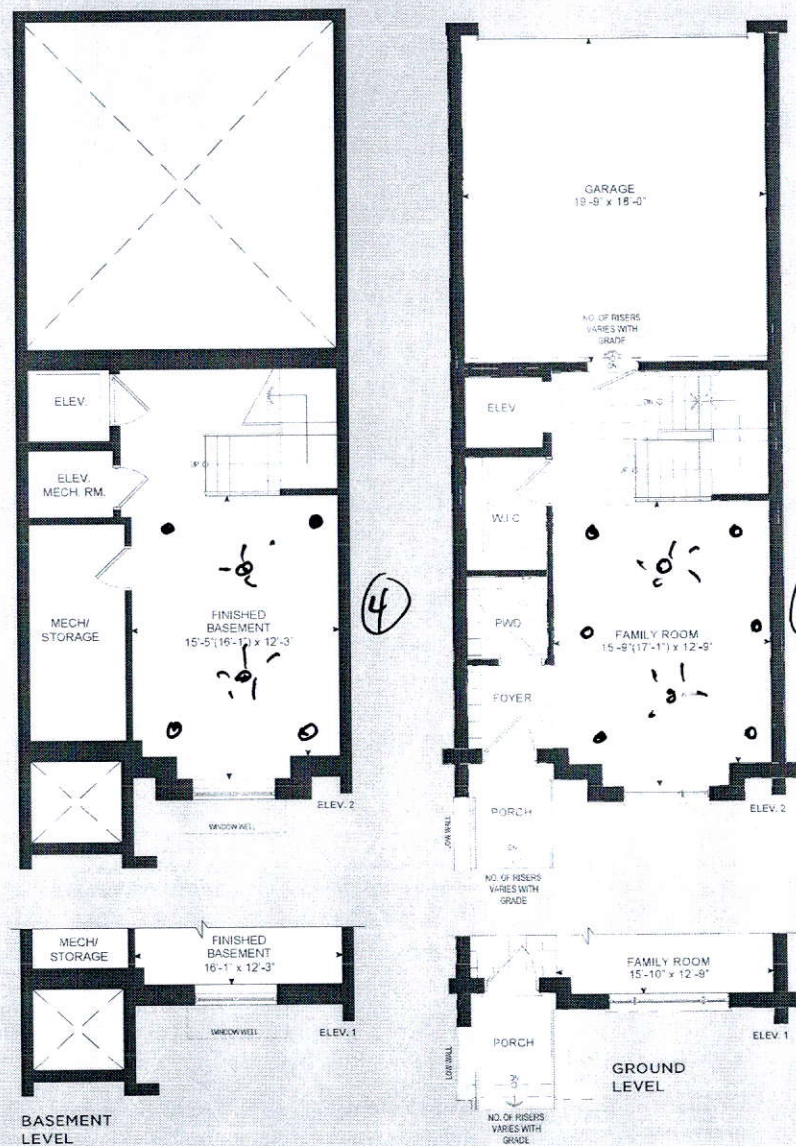 ELEV.
ELEV.
MECH. RM.
MECH/
STORAGE
FINISHED
BASEMENT
15'-5"(16'-1") x 12'-3"
4
ELEV. 2
WINDOW WELL
MECH/
STORAGE
FINISHED
BASEMENT
16'-1" x 12'-3"
WINDOW WELL
ELEV. 1
BASEMENT
LEVEL
GARAGE
19'-9" x 18'-0"
NO. OF RISERS
VARIES WITH
GRADE
DN
ELEV
W.I.C
PWD
FAMILY ROOM
15'-9"(17'-1") x 12'-9"
FOYER
PORCH
DN
LOW WALL
ELEV. 2
NO. OF RISERS
VARIES WITH
GRADE
FAMILY ROOM
15'-10" x 12'-9"
PORCH
LOW WALL
DN
ELEV. 1
GROUND
LEVEL
NO. OF RISERS
VARIES WITH
GRADE